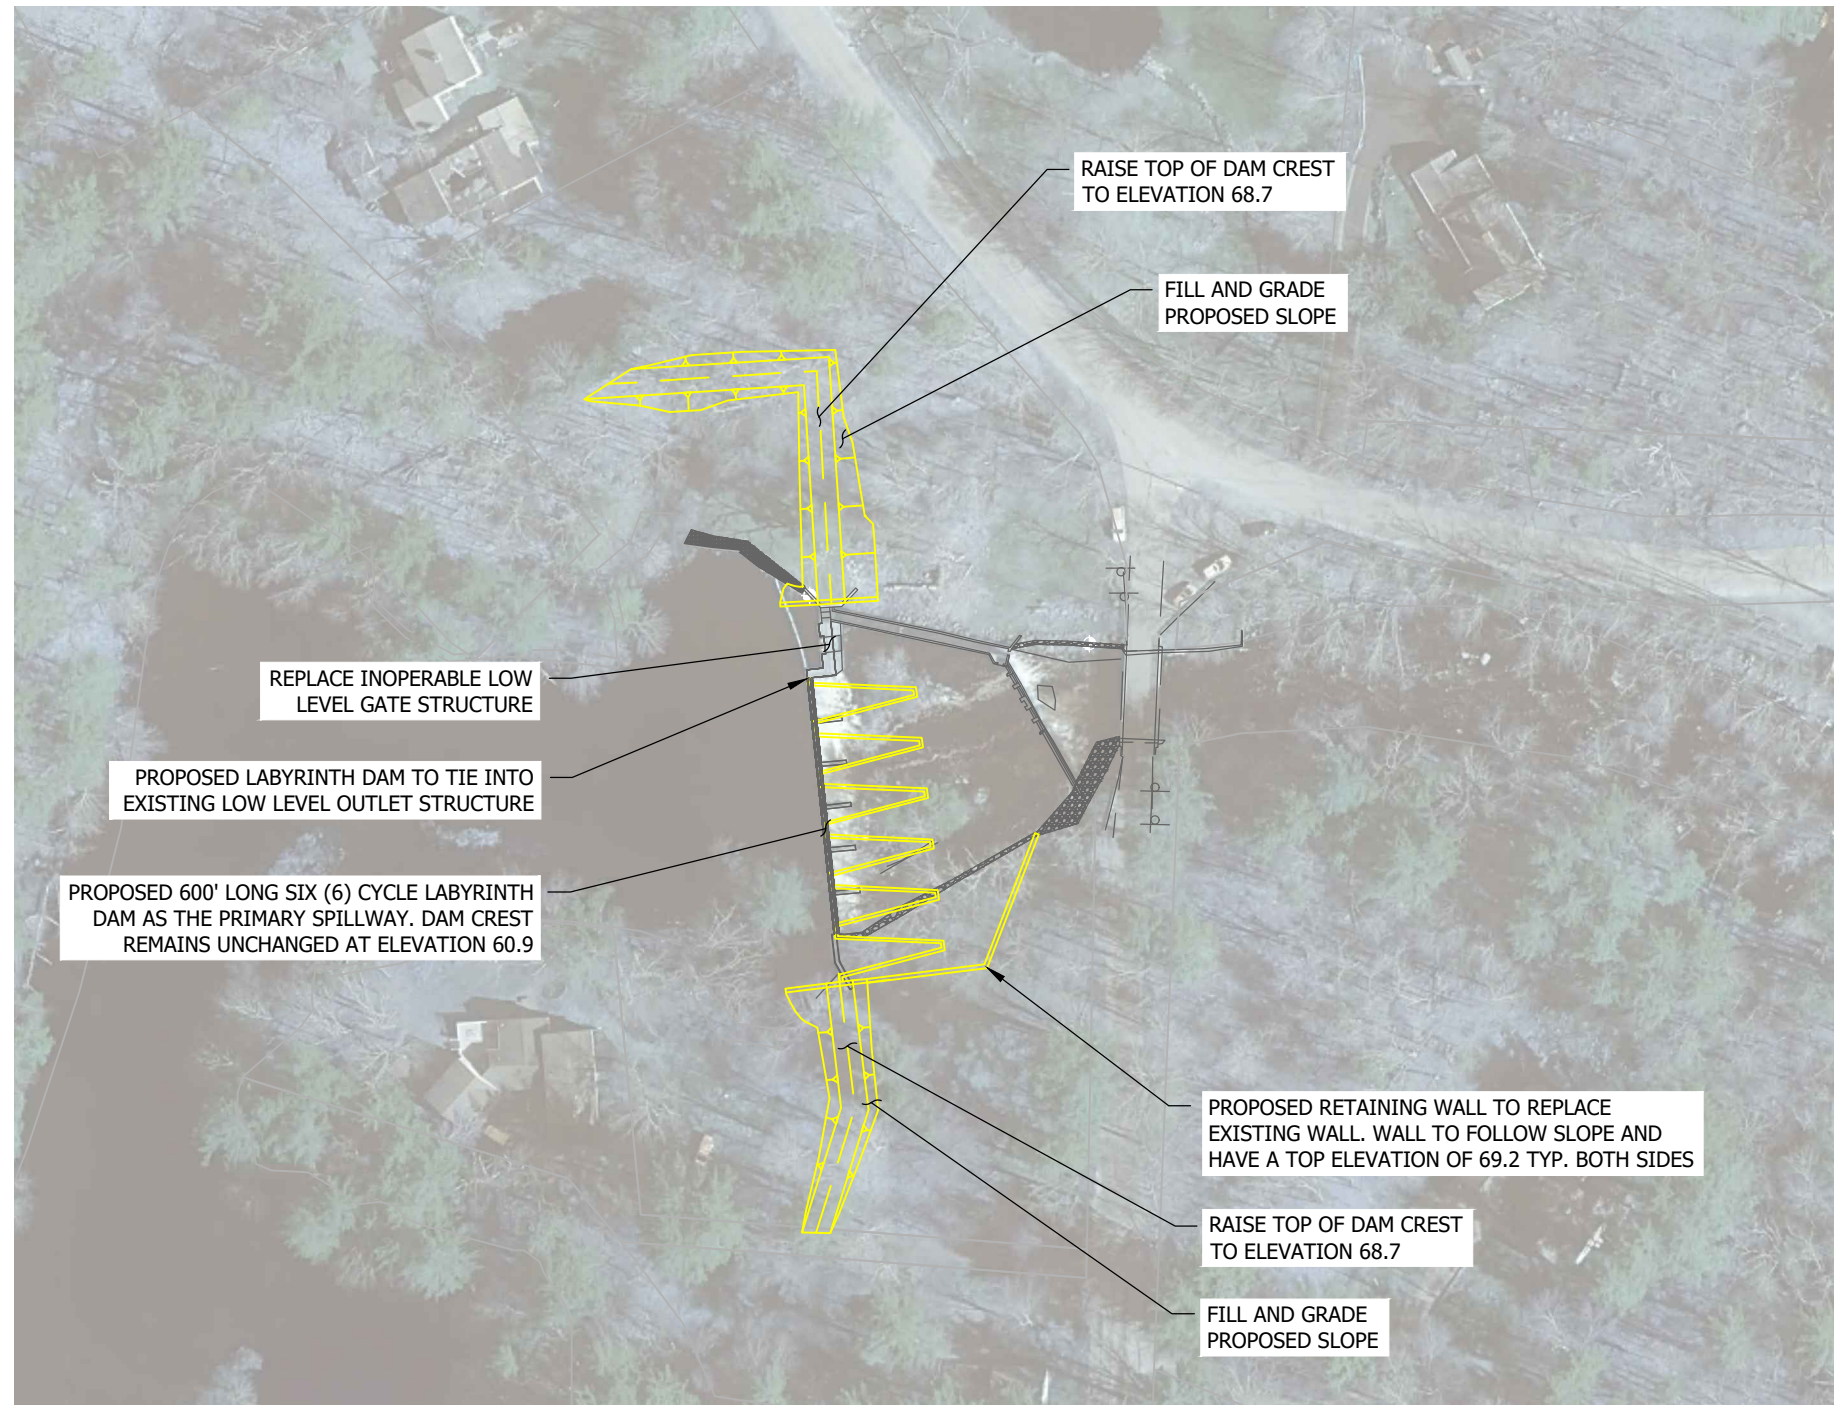 RAISE TOP OF DAM CREST
TO ELEVATION 68.7
FILL AND GRADE
PROPOSED SLOPE
REPLACE INOPERABLE LOW
LEVEL GATE STRUCTURE
PROPOSED LABYRINTH DAM TO TIE INTO
EXISTING LOW LEVEL OUTLET STRUCTURE
PROPOSED 600' LONG SIX (6) CYCLE LABYRINTH
DAM AS THE PRIMARY SPILLWAY. DAM CREST
REMAINS UNCHANGED AT ELEVATION 60.9
PROPOSED RETAINING WALL TO REPLACE
EXISTING WALL. WALL TO FOLLOW SLOPE AND
HAVE A TOP ELEVATION OF 69.2 TYP. BOTH SIDES
RAISE TOP OF DAM CREST
TO ELEVATION 68.7
FILL AND GRADE
PROPOSED SLOPE